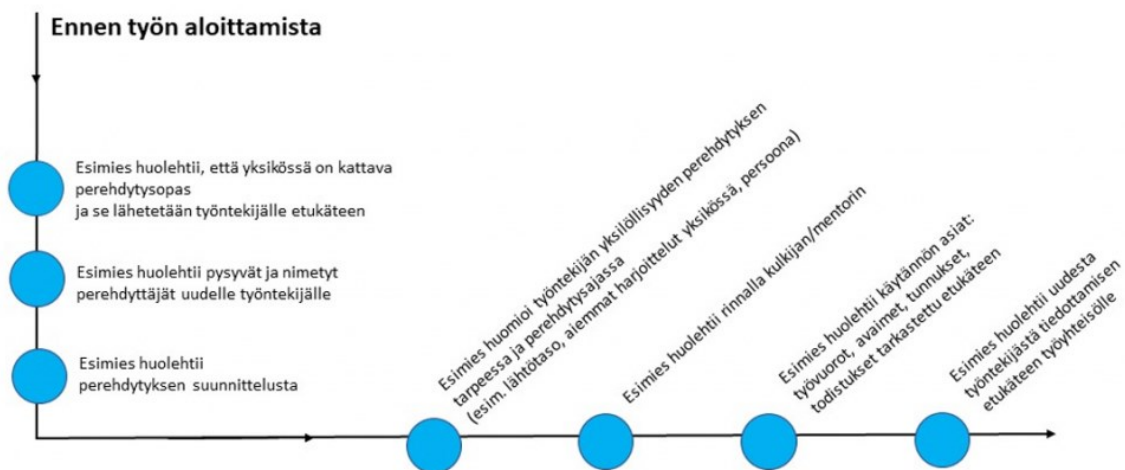 Ennen työn aloittamista
Esimies huolehtii, että yksikössä on kattava
perehdytysopas
ja se lähetetään työntekijälle etukäteen
Esimies huolehtii pysyvät ja nimetyt
perehdyttäjät uudelle työntekijälle
Esimies huolehtii
perehdytyksen suunnittelusta
Esimies huomioi työntekijän yksilöllisyyden perehdytyksen
tarpeessa ja perehdytysajassa
(esim. lähtötaso, aiemmat harjoittelut yksikössä, persoona)
Esimies huolehtii rinnalla kulkijan/mentorin
Esimies huolehtii käytännön asiat:
työvuorot, avaimet, tunnukset,
todistukset tarkastettu etukäteen
Esimies huolehtii uudesta
työntekijästä tiedottamisen
etukäteen työyhteisölle